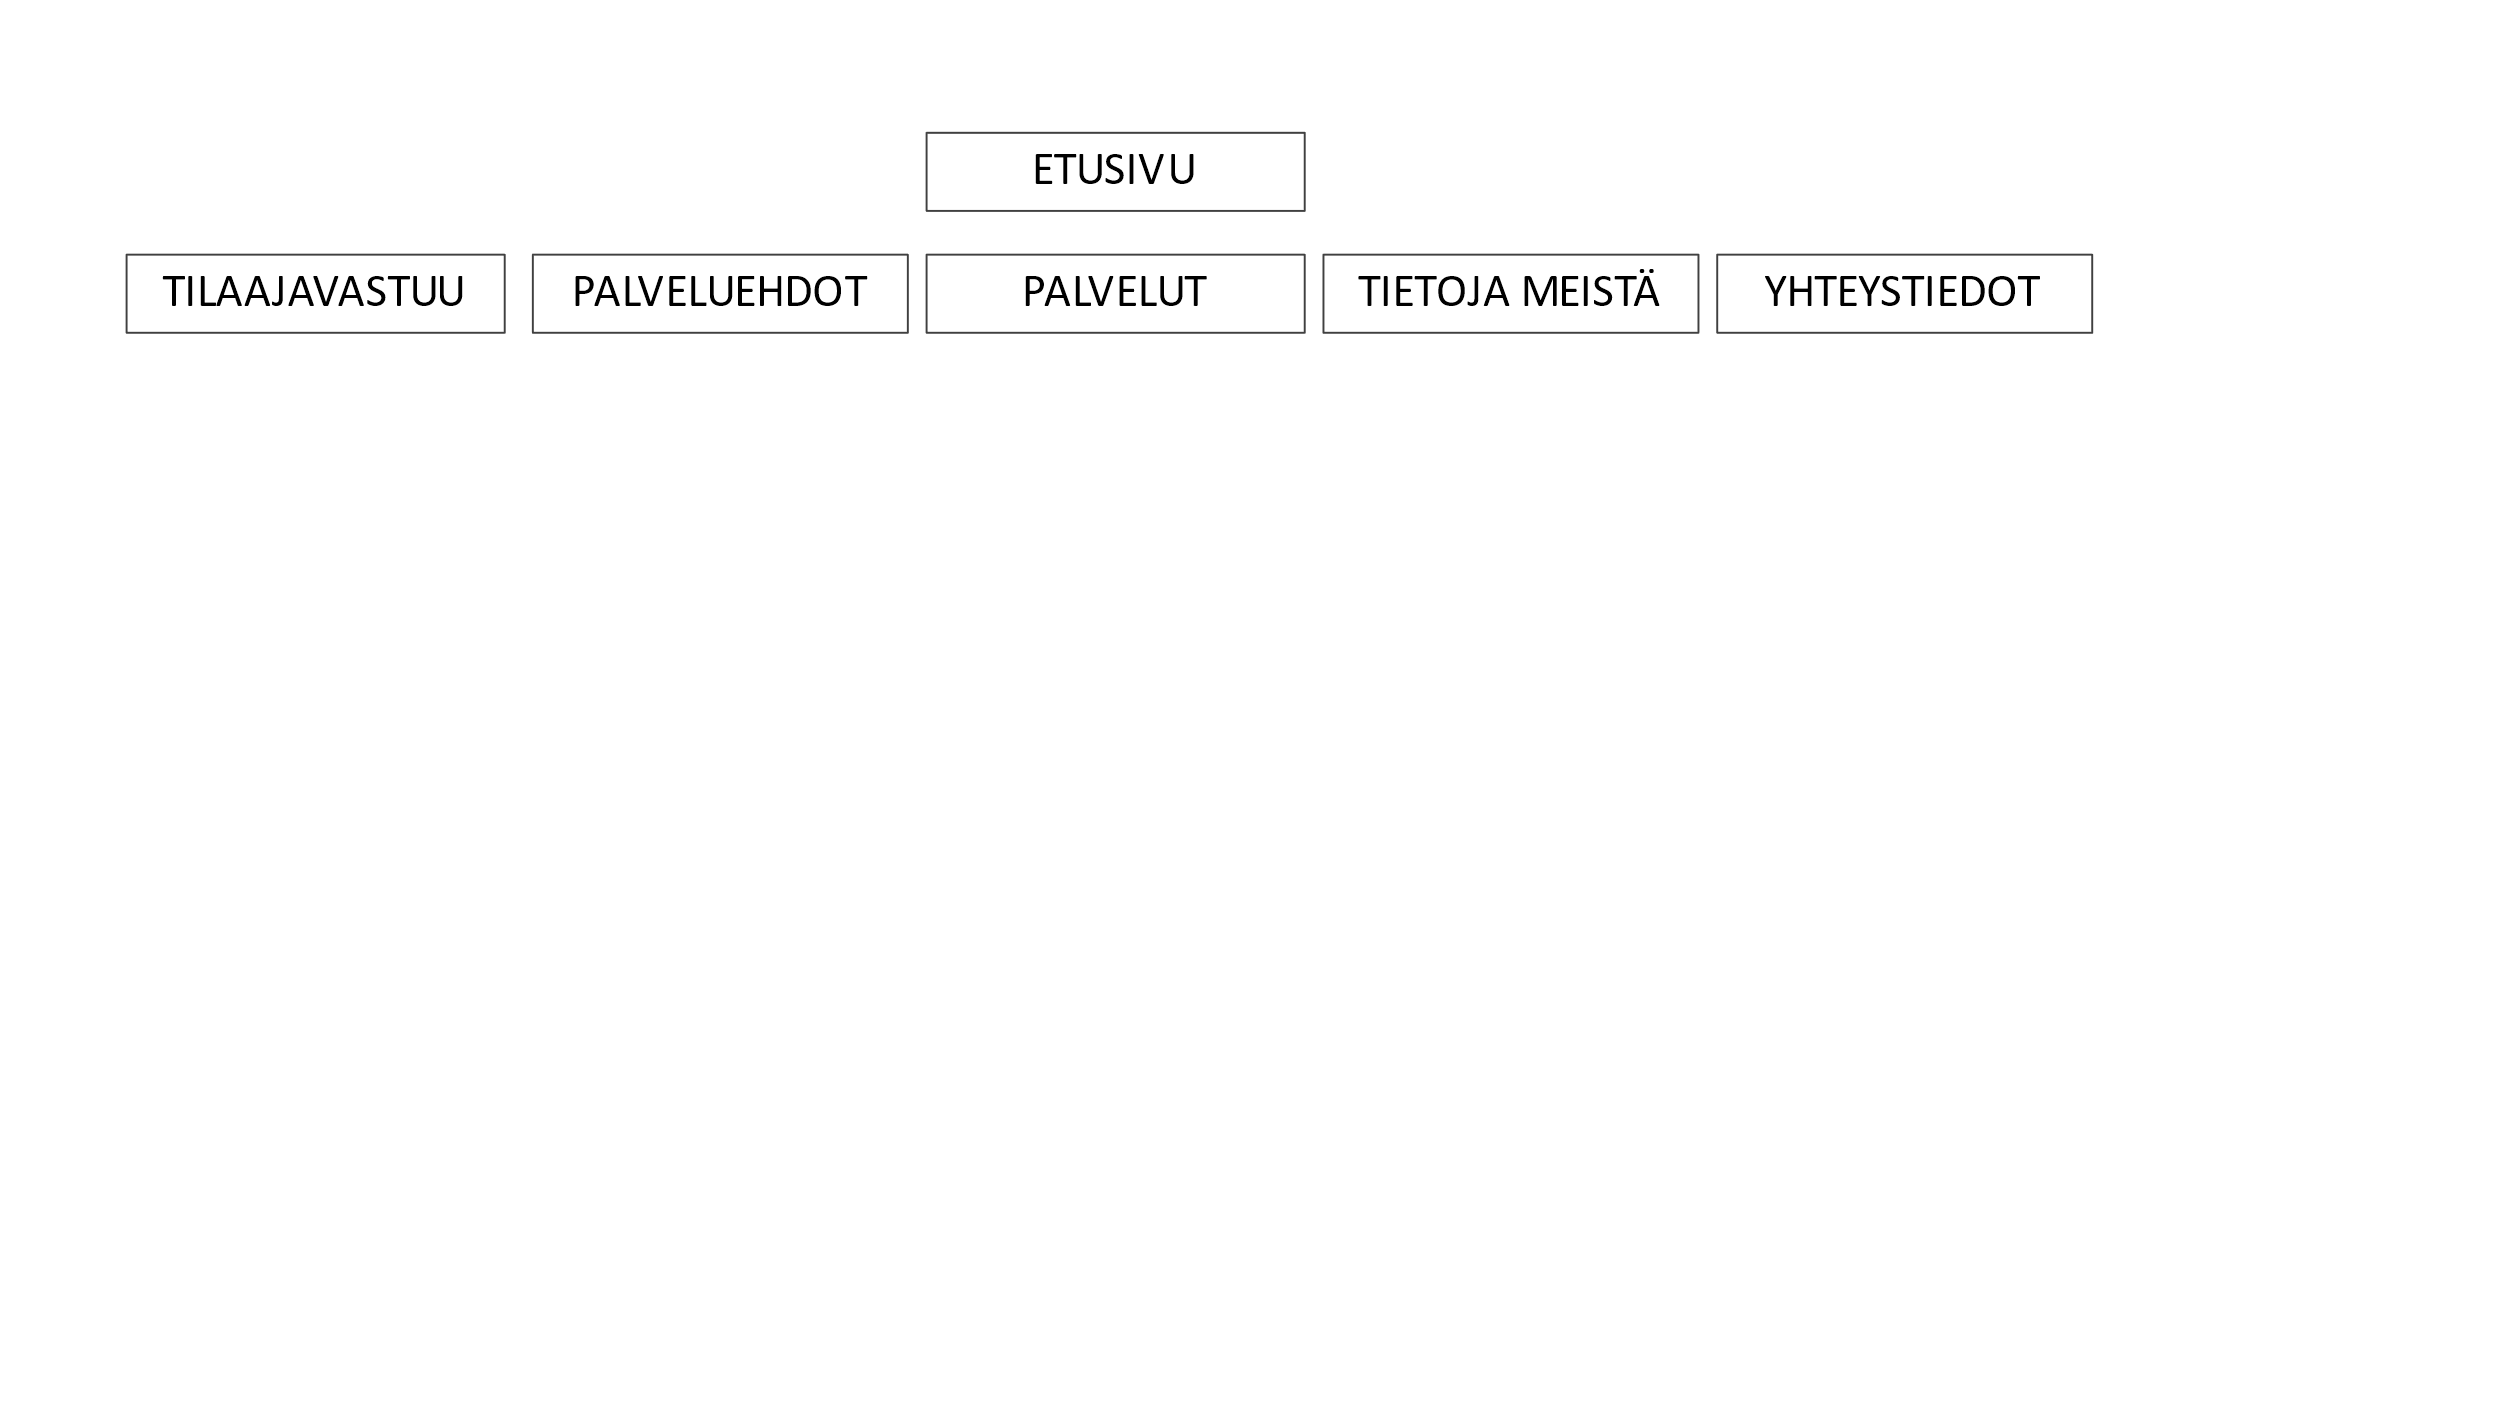 ETUSIVU
TILAAJAVASTUU
PALVELUEHDOT
PALVELUT
TIETOJA MEISTÄ
YHTEYSTIEDOT